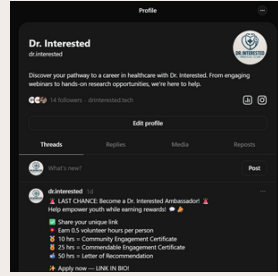 Profile
Dr. Interested
dr.interested
DR.INTERESTED
Discover your pathway to a career in healthcare with Dr. Interested. From engaging
webinars to hands-on research opportunities, we're here to help.
14 followers · drinterested.tech
Edit profile
Threads Replies Media Reposts
What's new?
Post
dr.interested 1d
🚨 LAST CHANCE: Become a Dr. Interested Ambassador! 🚨
Help empower youth while earning rewards!
✅ Share your unique link
Earn 0.5 volunteer hours per person
🏅 10 hrs = Community Engagement Certificate
🏅 25 hrs = Commendable Engagement Certificate
🏅 50 hrs = Letter of Recommendation
✨ Apply now — LINK IN BIO!